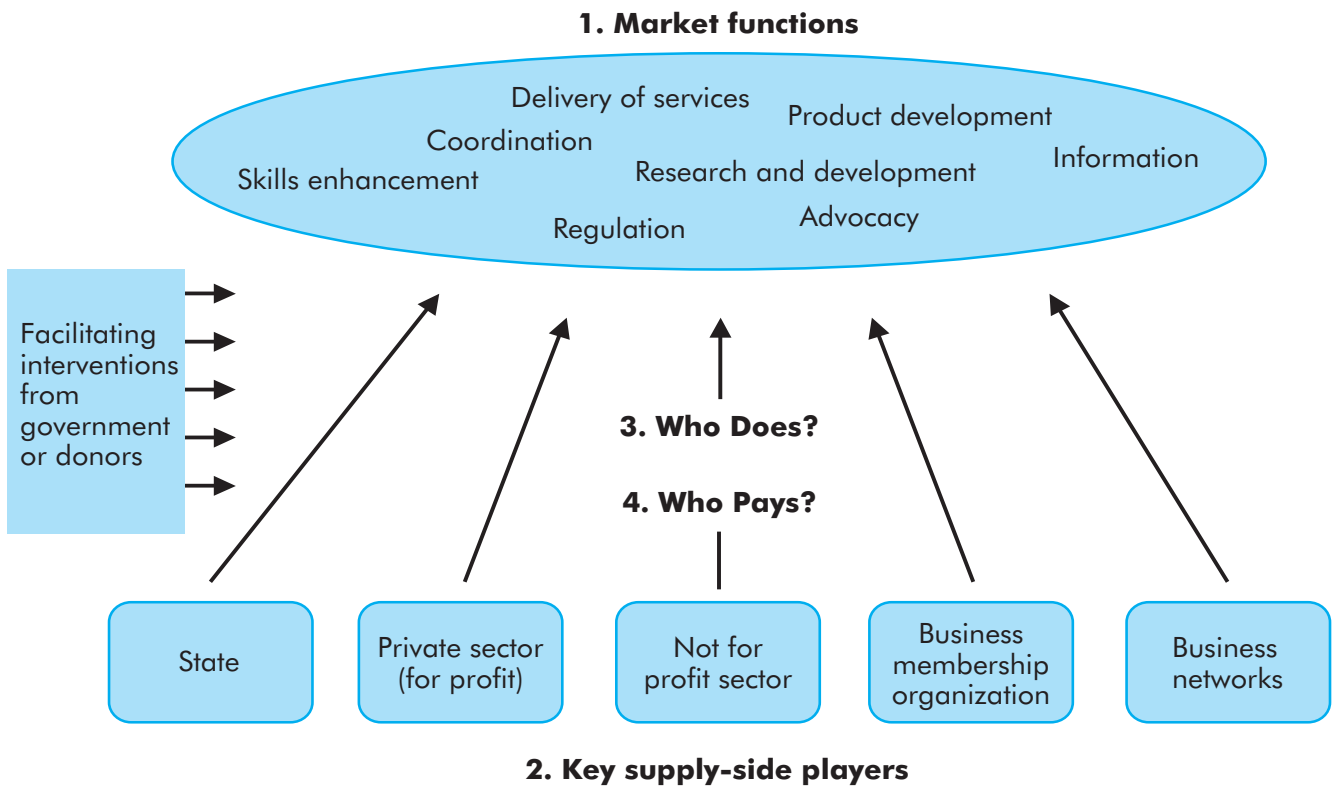 1. Market functions
Delivery of services
Product development
Coordination
Information
Skills enhancement
Research and development
Regulation
Advocacy
Facilitating
interventions
from
government
or donors
3. Who Does?
4. Who Pays?
State
Private sector
(for profit)
Not for
profit sector
Business
membership
organization
Business
networks
2. Key supply-side players